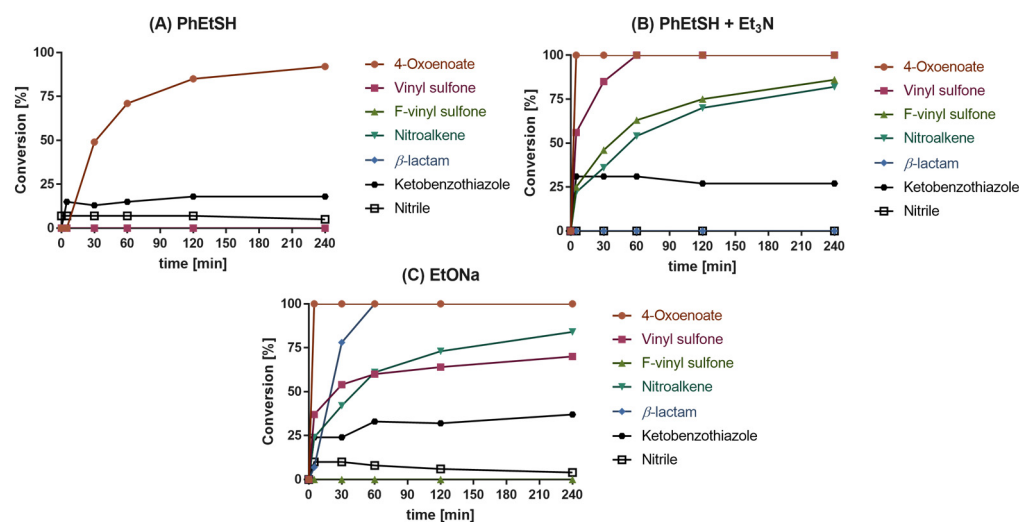 (A) PhEtSH
Conversion [%]
100
75
50
25
0
0 30 60 90 120 150 180 210 240
time [min]
4-Oxoenoate
Vinyl sulfone
F-vinyl sulfone
Nitroalkene
β-lactam
Ketobenzothiazole
Nitrile
(B) PhEtSH + Et₃N
Conversion [%]
100
75
50
25
0
0 30 60 90 120 150 180 210 240
time [min]
4-Oxoenoate
Vinyl sulfone
F-vinyl sulfone
Nitroalkene
β-lactam
Ketobenzothiazole
Nitrile
(C) EtONa
Conversion [%]
100
75
50
25
0
0 30 60 90 120 150 180 210 240
time [min]
4-Oxoenoate
Vinyl sulfone
F-vinyl sulfone
Nitroalkene
β-lactam
Ketobenzothiazole
Nitrile